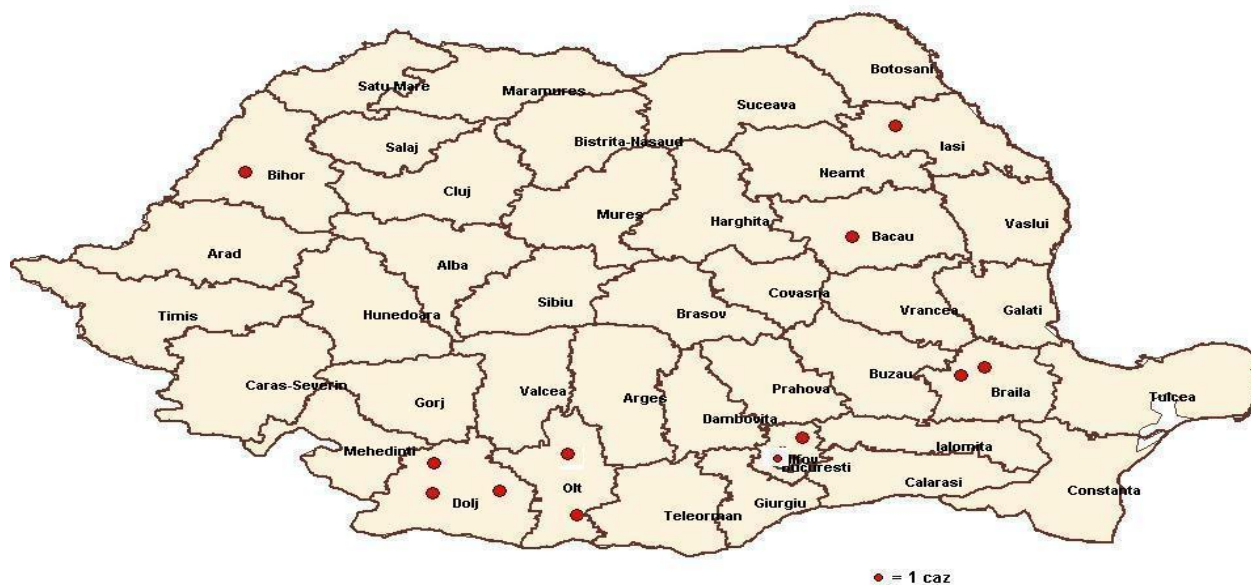 Botosani
Satu Mare
Maramures
Suceava
Iasi
Salaj
Bistrita-Nasaud
Bihor
Neamt
Cluj
Mures
Harghita
Bacau
Vaslui
Arad
Alba
Sibiu
Covasna
Timis
Hunedoara
Brasov
Vrancea
Galati
Caras-Severin
Gorj
Valcea
Arges
Prahova
Buzau
Braila
Tulcea
Dambovita
Mehedinti
Ialomita
Ilfov
bucuresti
Calarasi
Constanta
Dolj
Olt
Teleorman
Giurgiu
= 1 caz